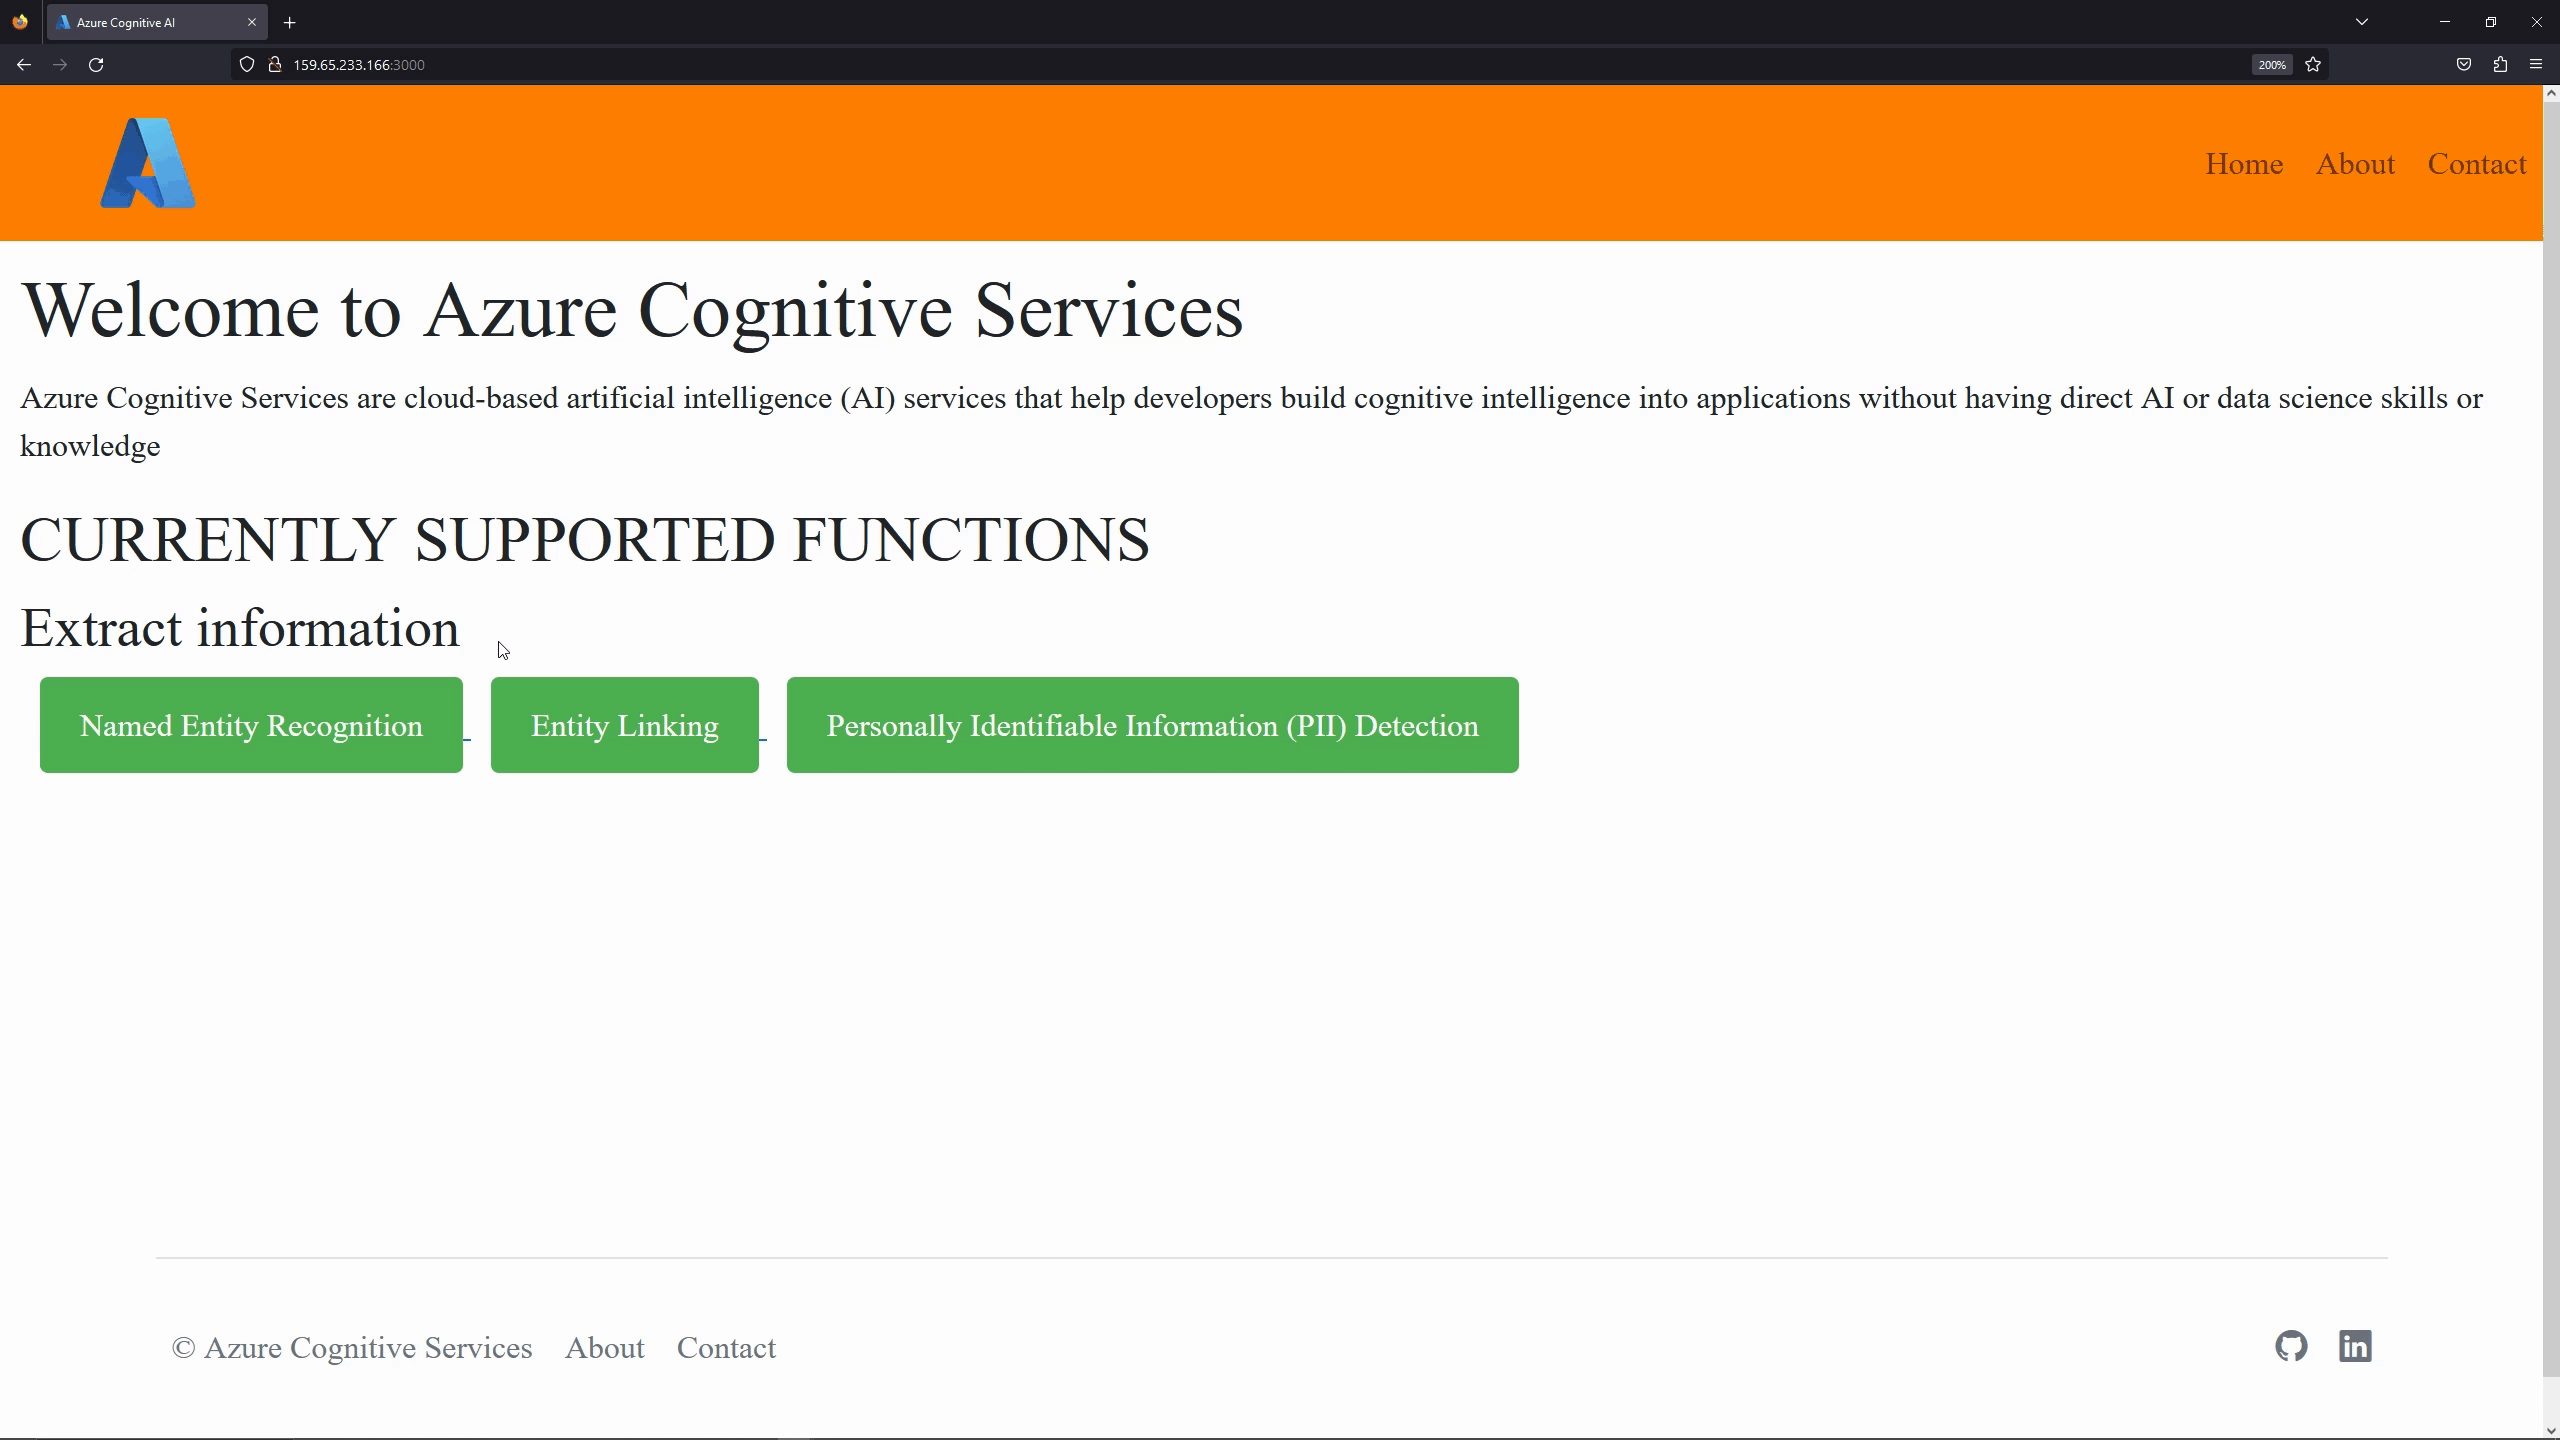 Azure Cognitive AI
159.65.233.166:3000
200%
Home About Contact
Welcome to Azure Cognitive Services
Azure Cognitive Services are cloud-based artificial intelligence (AI) services that help developers build cognitive intelligence into applications without having direct AI or data science skills or
knowledge
CURRENTLY SUPPORTED FUNCTIONS
Extract information
Named Entity Recognition Entity Linking Personally Identifiable Information (PII) Detection
© Azure Cognitive Services About Contact
in